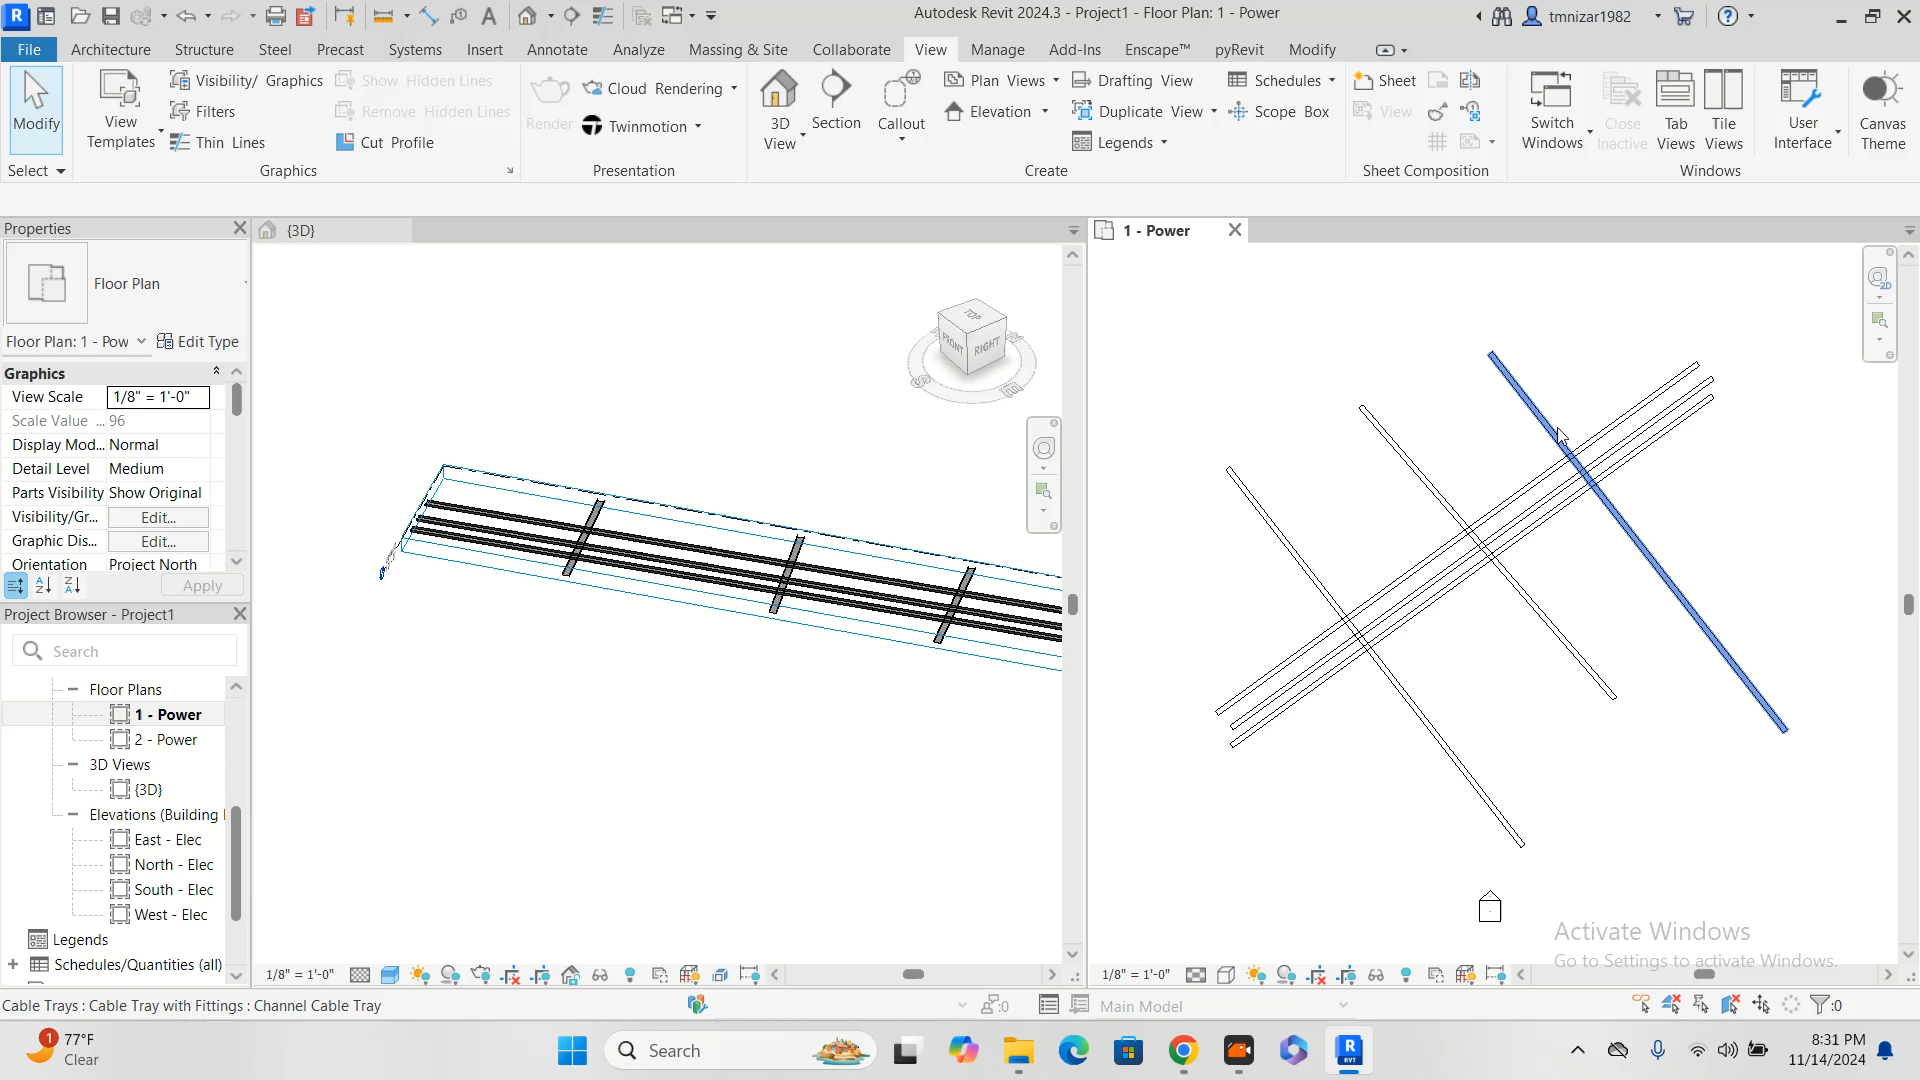 Autodesk Revit 2024.3 - Project1 - Floor Plan: 1 - Power
tmnizar1982
File Architecture Structure Steel Precast Systems Insert Annotate Analyze Massing & Site Collaborate View Manage Add-Ins Enscape™ pyRevit Modify
Modify
View
Templates
Visibility/ Graphics
Filters
Thin Lines
Show Hidden Lines
Remove Hidden Lines
Cut Profile
Render
Cloud Rendering
Twinmotion
3D
View
Section
Callout
Plan Views
Elevation
Drafting View
Duplicate View
Legends
Schedules
Scope Box
Sheet
View
Switch
Windows
Close
Inactive
Tab
Views
Tile
Views
User
Interface
Canvas
Theme
Select
Graphics
Presentation
Create
Sheet Composition
Windows
Properties
{3D}
1 - Power
Floor Plan
Floor Plan: 1 - Pow
Edit Type
Graphics
View Scale 1/8" = 1'-0"
Scale Value ... 96
Display Mod... Normal
Detail Level Medium
Parts Visibility Show Original
Visibility/Gr... Edit...
Graphic Dis... Edit...
Orientation Project North
Apply
Project Browser - Project1
Search
Floor Plans
1 - Power
2 - Power
3D Views
{3D}
Elevations (Building
East - Elec
North - Elec
South - Elec
West - Elec
Legends
Schedules/Quantities (all)
TOP
FRONT
RIGHT
2D
Activate Windows
Go to Settings to activate Windows.
1/8" = 1'-0"
1/8" = 1'-0"
Cable Trays : Cable Tray with Fittings : Channel Cable Tray
:0
Main Model
:0
1
77°F
Clear
Search
R
RVT
8:31 PM
11/14/2024